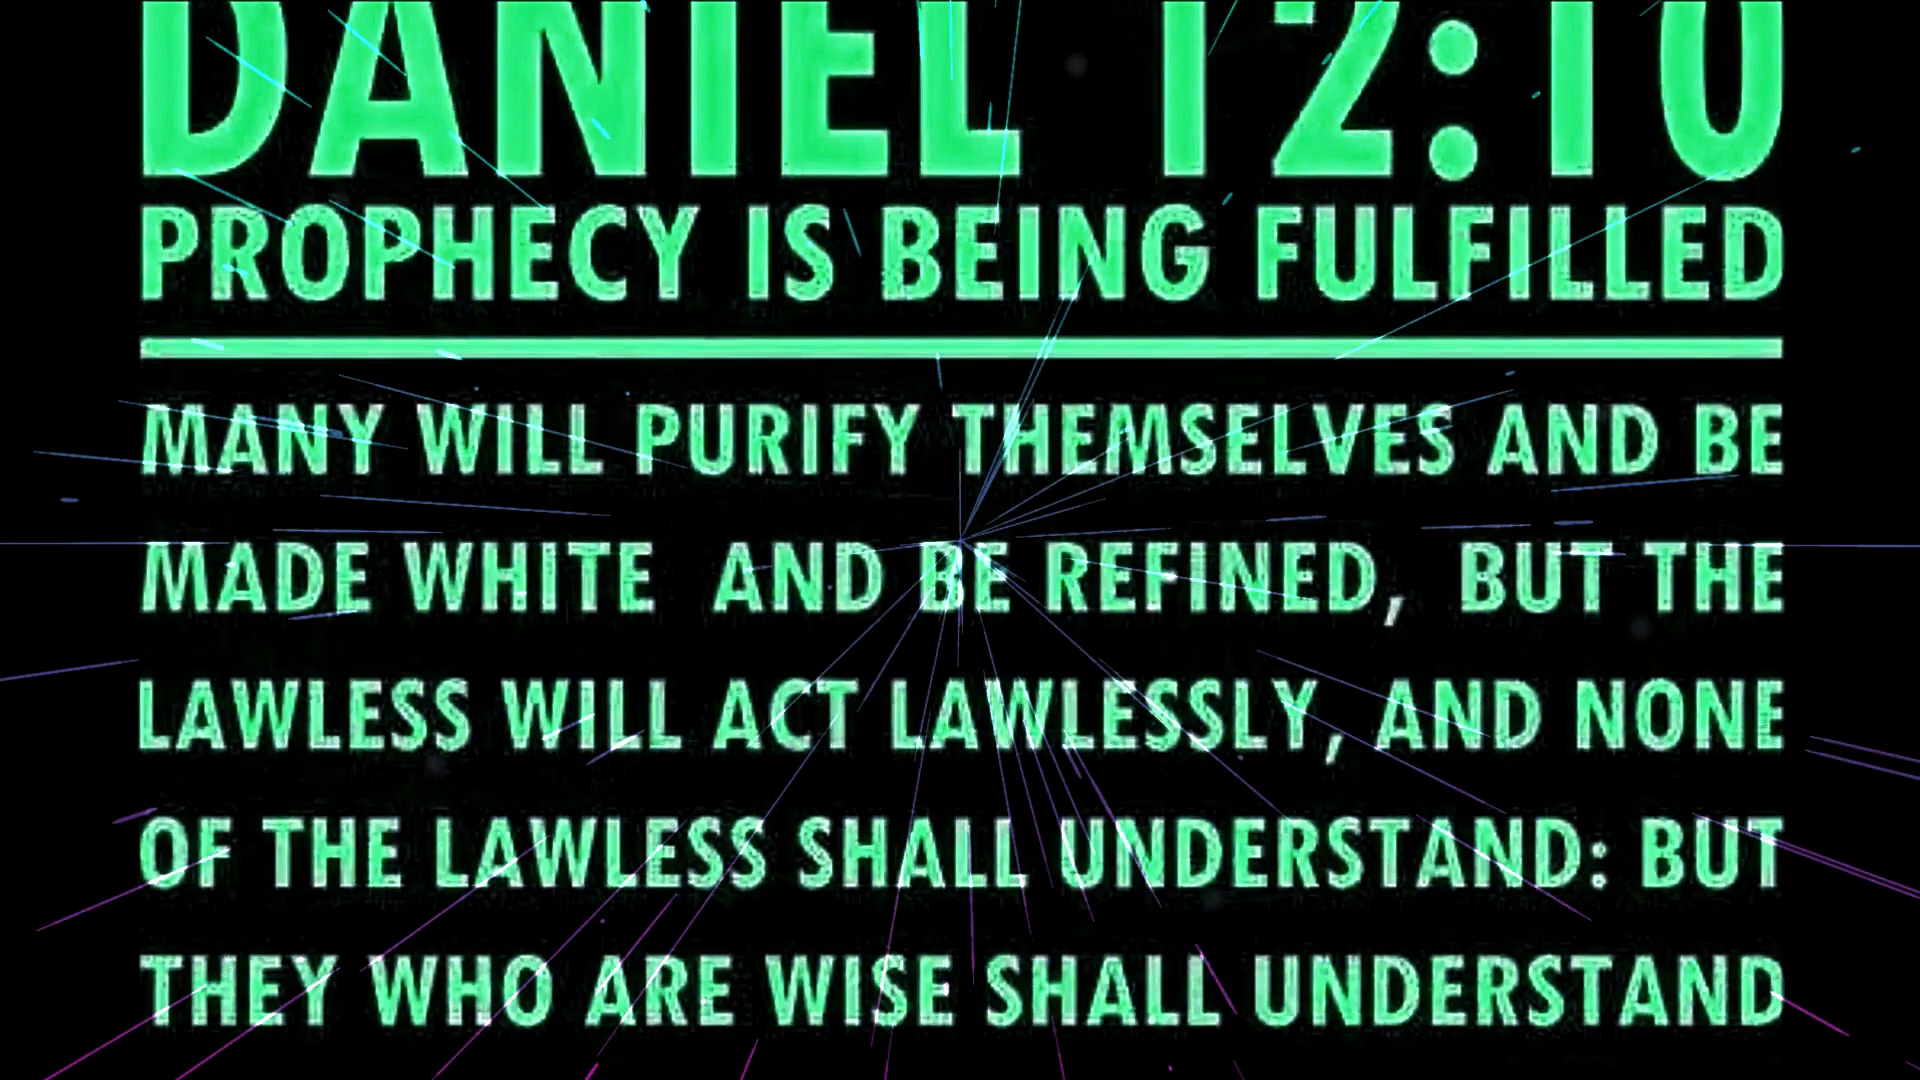 DANIEL 12:10
PROPHECY IS BEING FULFILLED
MANY WILL PURIFY THEMSELVES AND BE
MADE WHITE AND BE REFINED, BUT THE
LAWLESS WILL ACT LAWLESSLY, AND NONE
OF THE LAWLESS SHALL UNDERSTAND: BUT
THEY WHO ARE WISE SHALL UNDERSTAND